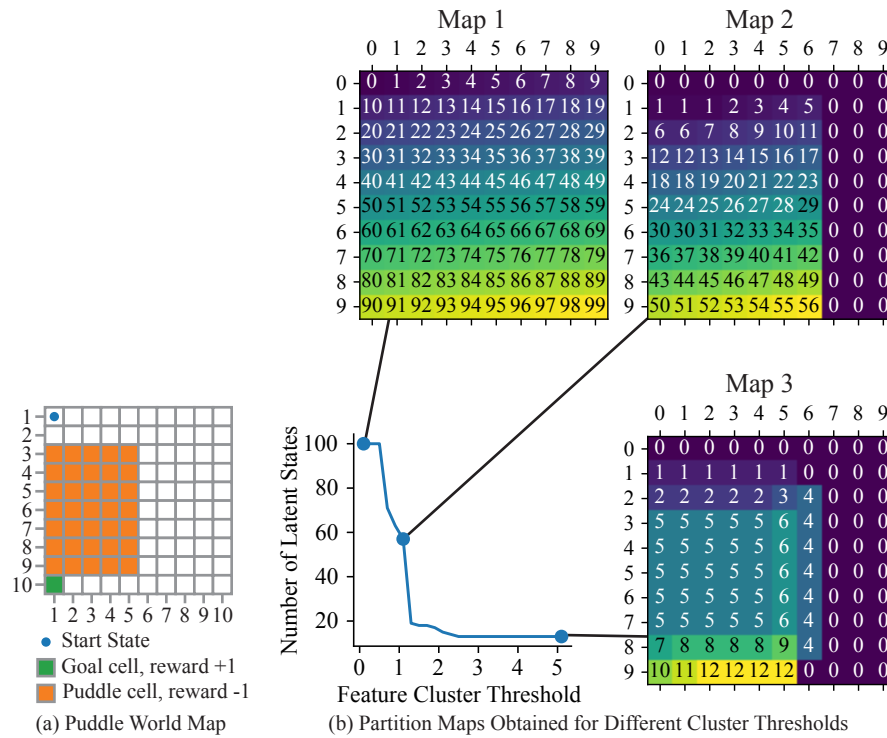 Map 1
0 1 2 3 4 5 6 7 8 9
0 0 1 2 3 4 5 6 7 8 9
1 10 11 12 13 14 15 16 17 18 19
2 20 21 22 23 24 25 26 27 28 29
3 30 31 32 33 34 35 36 37 38 39
4 40 41 42 43 44 45 46 47 48 49
5 50 51 52 53 54 55 56 57 58 59
6 60 61 62 63 64 65 66 67 68 69
7 70 71 72 73 74 75 76 77 78 79
8 80 81 82 83 84 85 86 87 88 89
9 90 91 92 93 94 95 96 97 98 99
Map 2
0 1 2 3 4 5 6 7 8 9
0 0 0 0 0 0 0 0 0 0 0
1 1 1 1 2 3 4 5 0 0 0
2 6 6 7 8 9 10 11 0 0 0
3 12 12 13 14 15 16 17 0 0 0
4 18 18 19 20 21 22 23 0 0 0
5 24 24 25 26 27 28 29 0 0 0
6 30 30 31 32 33 34 35 0 0 0
7 36 37 38 39 40 41 42 0 0 0
8 43 44 45 46 47 48 49 0 0 0
9 50 51 52 53 54 55 56 0 0 0
1
2
3
4
5
6
7
8
9
10
1 2 3 4 5 6 7 8 9 10
Start State
Goal cell, reward +1
Puddle cell, reward -1
(a) Puddle World Map
Number of Latent States
100
80
60
40
20
0 1 2 3 4 5
Feature Cluster Threshold
Map 3
0 1 2 3 4 5 6 7 8 9
0 0 0 0 0 0 0 0 0 0 0
1 1 1 1 1 1 1 0 0 0 0
2 2 2 2 2 2 3 4 0 0 0
3 5 5 5 5 5 6 4 0 0 0
4 5 5 5 5 5 6 4 0 0 0
5 5 5 5 5 5 6 4 0 0 0
6 5 5 5 5 5 6 4 0 0 0
7 5 5 5 5 5 6 4 0 0 0
8 7 8 8 8 8 9 4 0 0 0
9 10 11 12 12 12 12 0 0 0 0
(b) Partition Maps Obtained for Different Cluster Thresholds